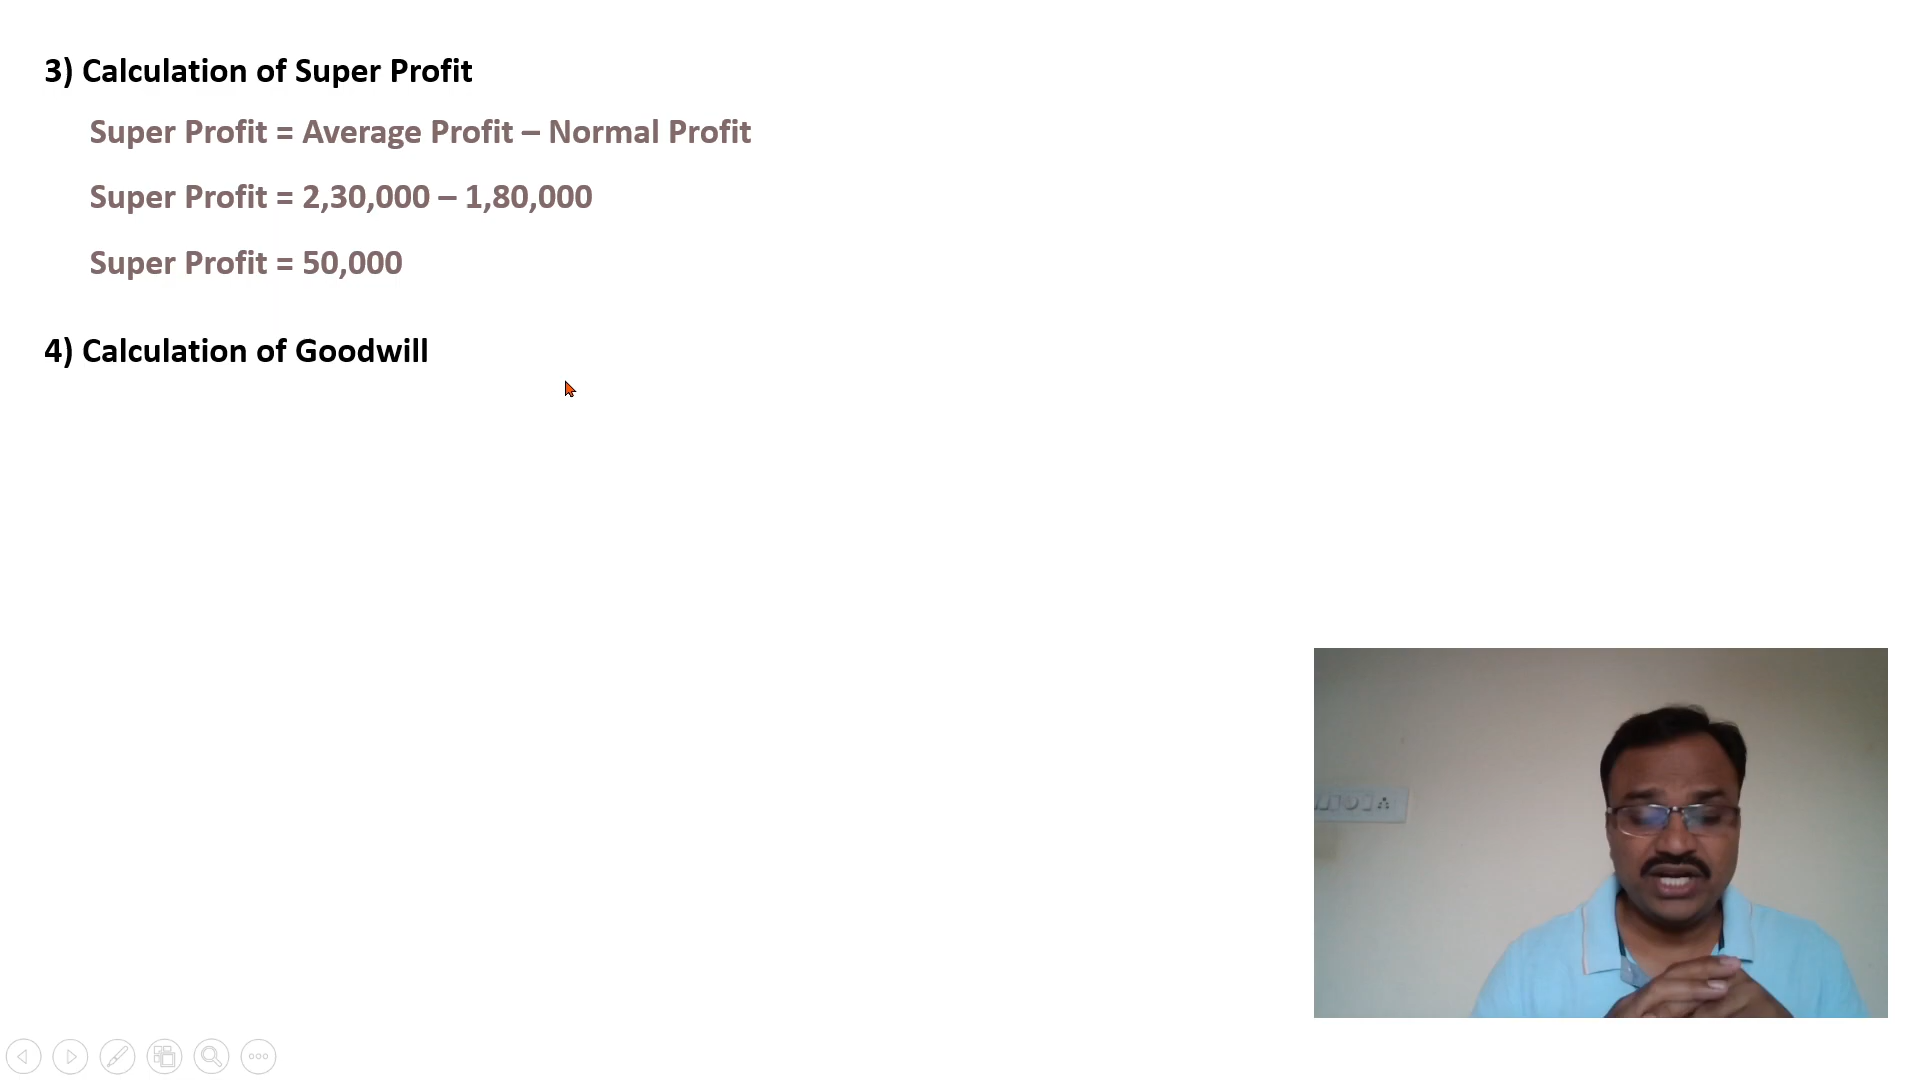 3) Calculation of Super Profit
Super Profit = Average Profit – Normal Profit
Super Profit = 2,30,000 – 1,80,000
Super Profit = 50,000
4) Calculation of Goodwill